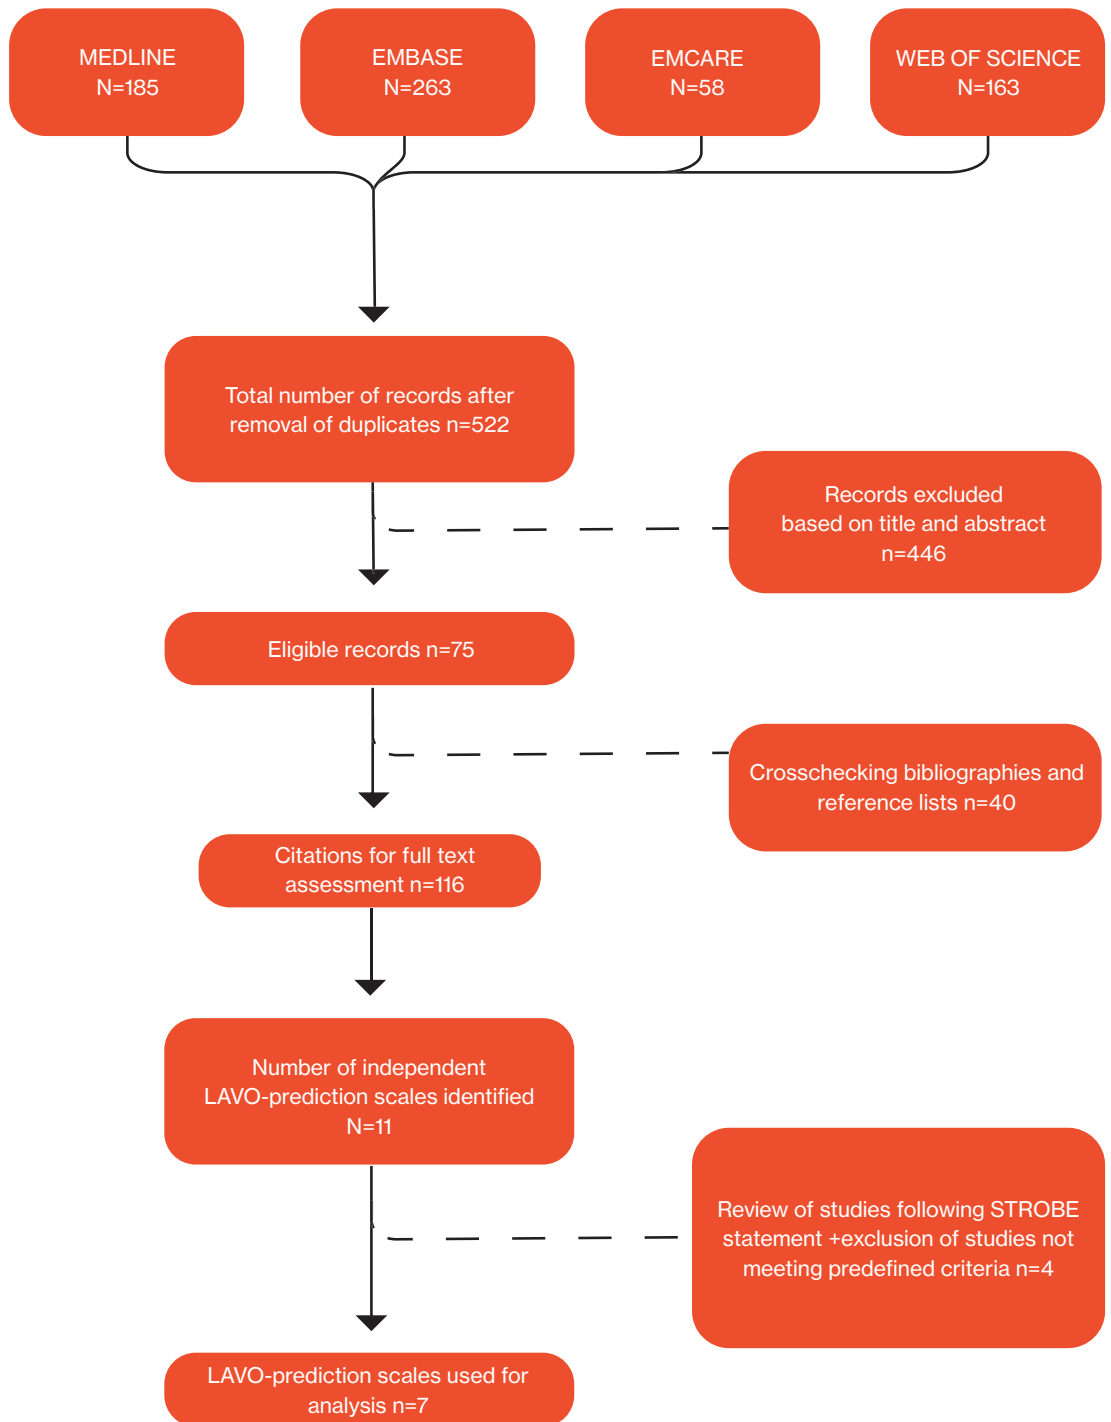 MEDLINE
N=185
EMBASE
N=263
EMCARE
N=58
WEB OF SCIENCE
N=163
Total number of records after
removal of duplicates n=522
Records excluded
based on title and abstract
n=446
Eligible records n=75
Crosschecking bibliographies and
reference lists n=40
Citations for full text
assessment n=116
Number of independent
LAVO-prediction scales identified
N=11
Review of studies following STROBE
statement +exclusion of studies not
meeting predefined criteria n=4
LAVO-prediction scales used for
analysis n=7